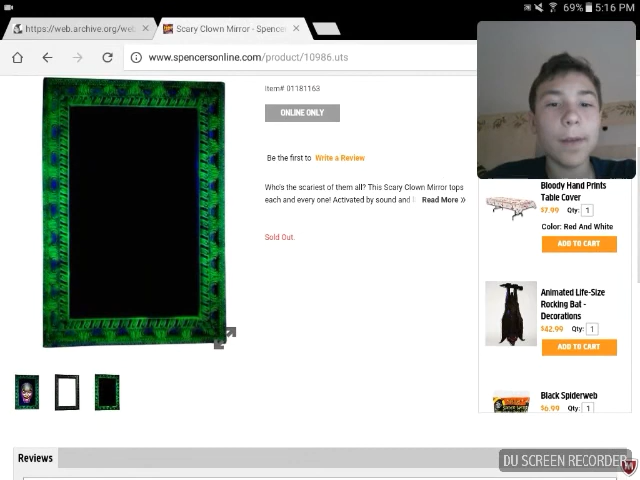 69% 5:16 PM
https://web.archive.org/web
Scary Clown Mirror - Spencer
www.spencersonline.com/product/10986.uts
Item# 01181163
ONLINE ONLY
Be the first to Write a Review
Who's the scariest of them all? This Scary Clown Mirror tops
each and every one! Activated by sound and Read More »
Sold Out.
Bloody Hand Prints
Table Cover
$7.99 Qty: 1
Color: Red And White
ADD TO CART
Animated Life-Size
Rocking Bat -
Decorations
$42.99 Qty: 1
ADD TO CART
Black Spiderweb
Qty: 1
Reviews
DU SCREEN RECORDER